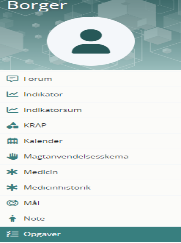 Borger
Forum
Indikator
Indikatorsum
KRAP
Kalender
Magtanvendelsesskema
Medicin
Medicinhistorik
Mål
Note
Opgaver